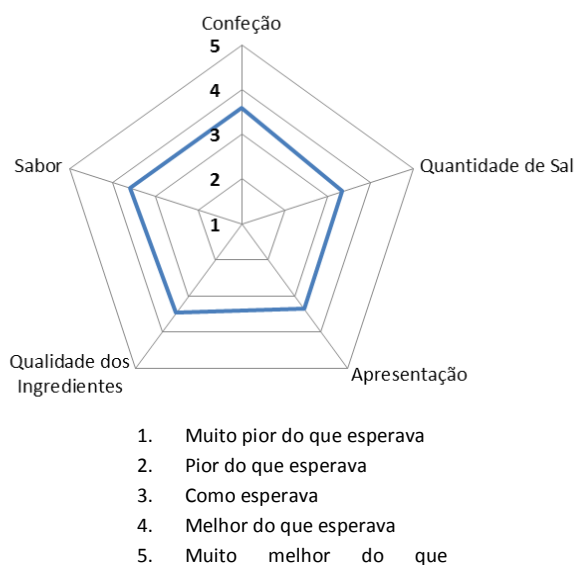 Confeção
5
4
3
2
1
Sabor
Quantidade de Sal
Qualidade dos
Ingredientes
Apresentação
1. Muito pior do que esperava
2. Pior do que esperava
3. Como esperava
4. Melhor do que esperava
5. Muito melhor do que